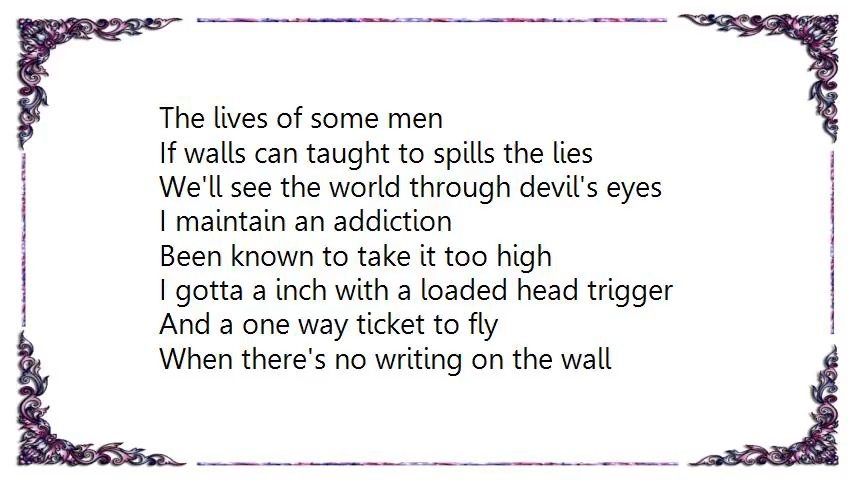 The lives of some men
If walls can taught to spills the lies
We'll see the world through devil's eyes
I maintain an addiction
Been known to take it too high
I gotta a inch with a loaded head trigger
And a one way ticket to fly
When there's no writing on the wall